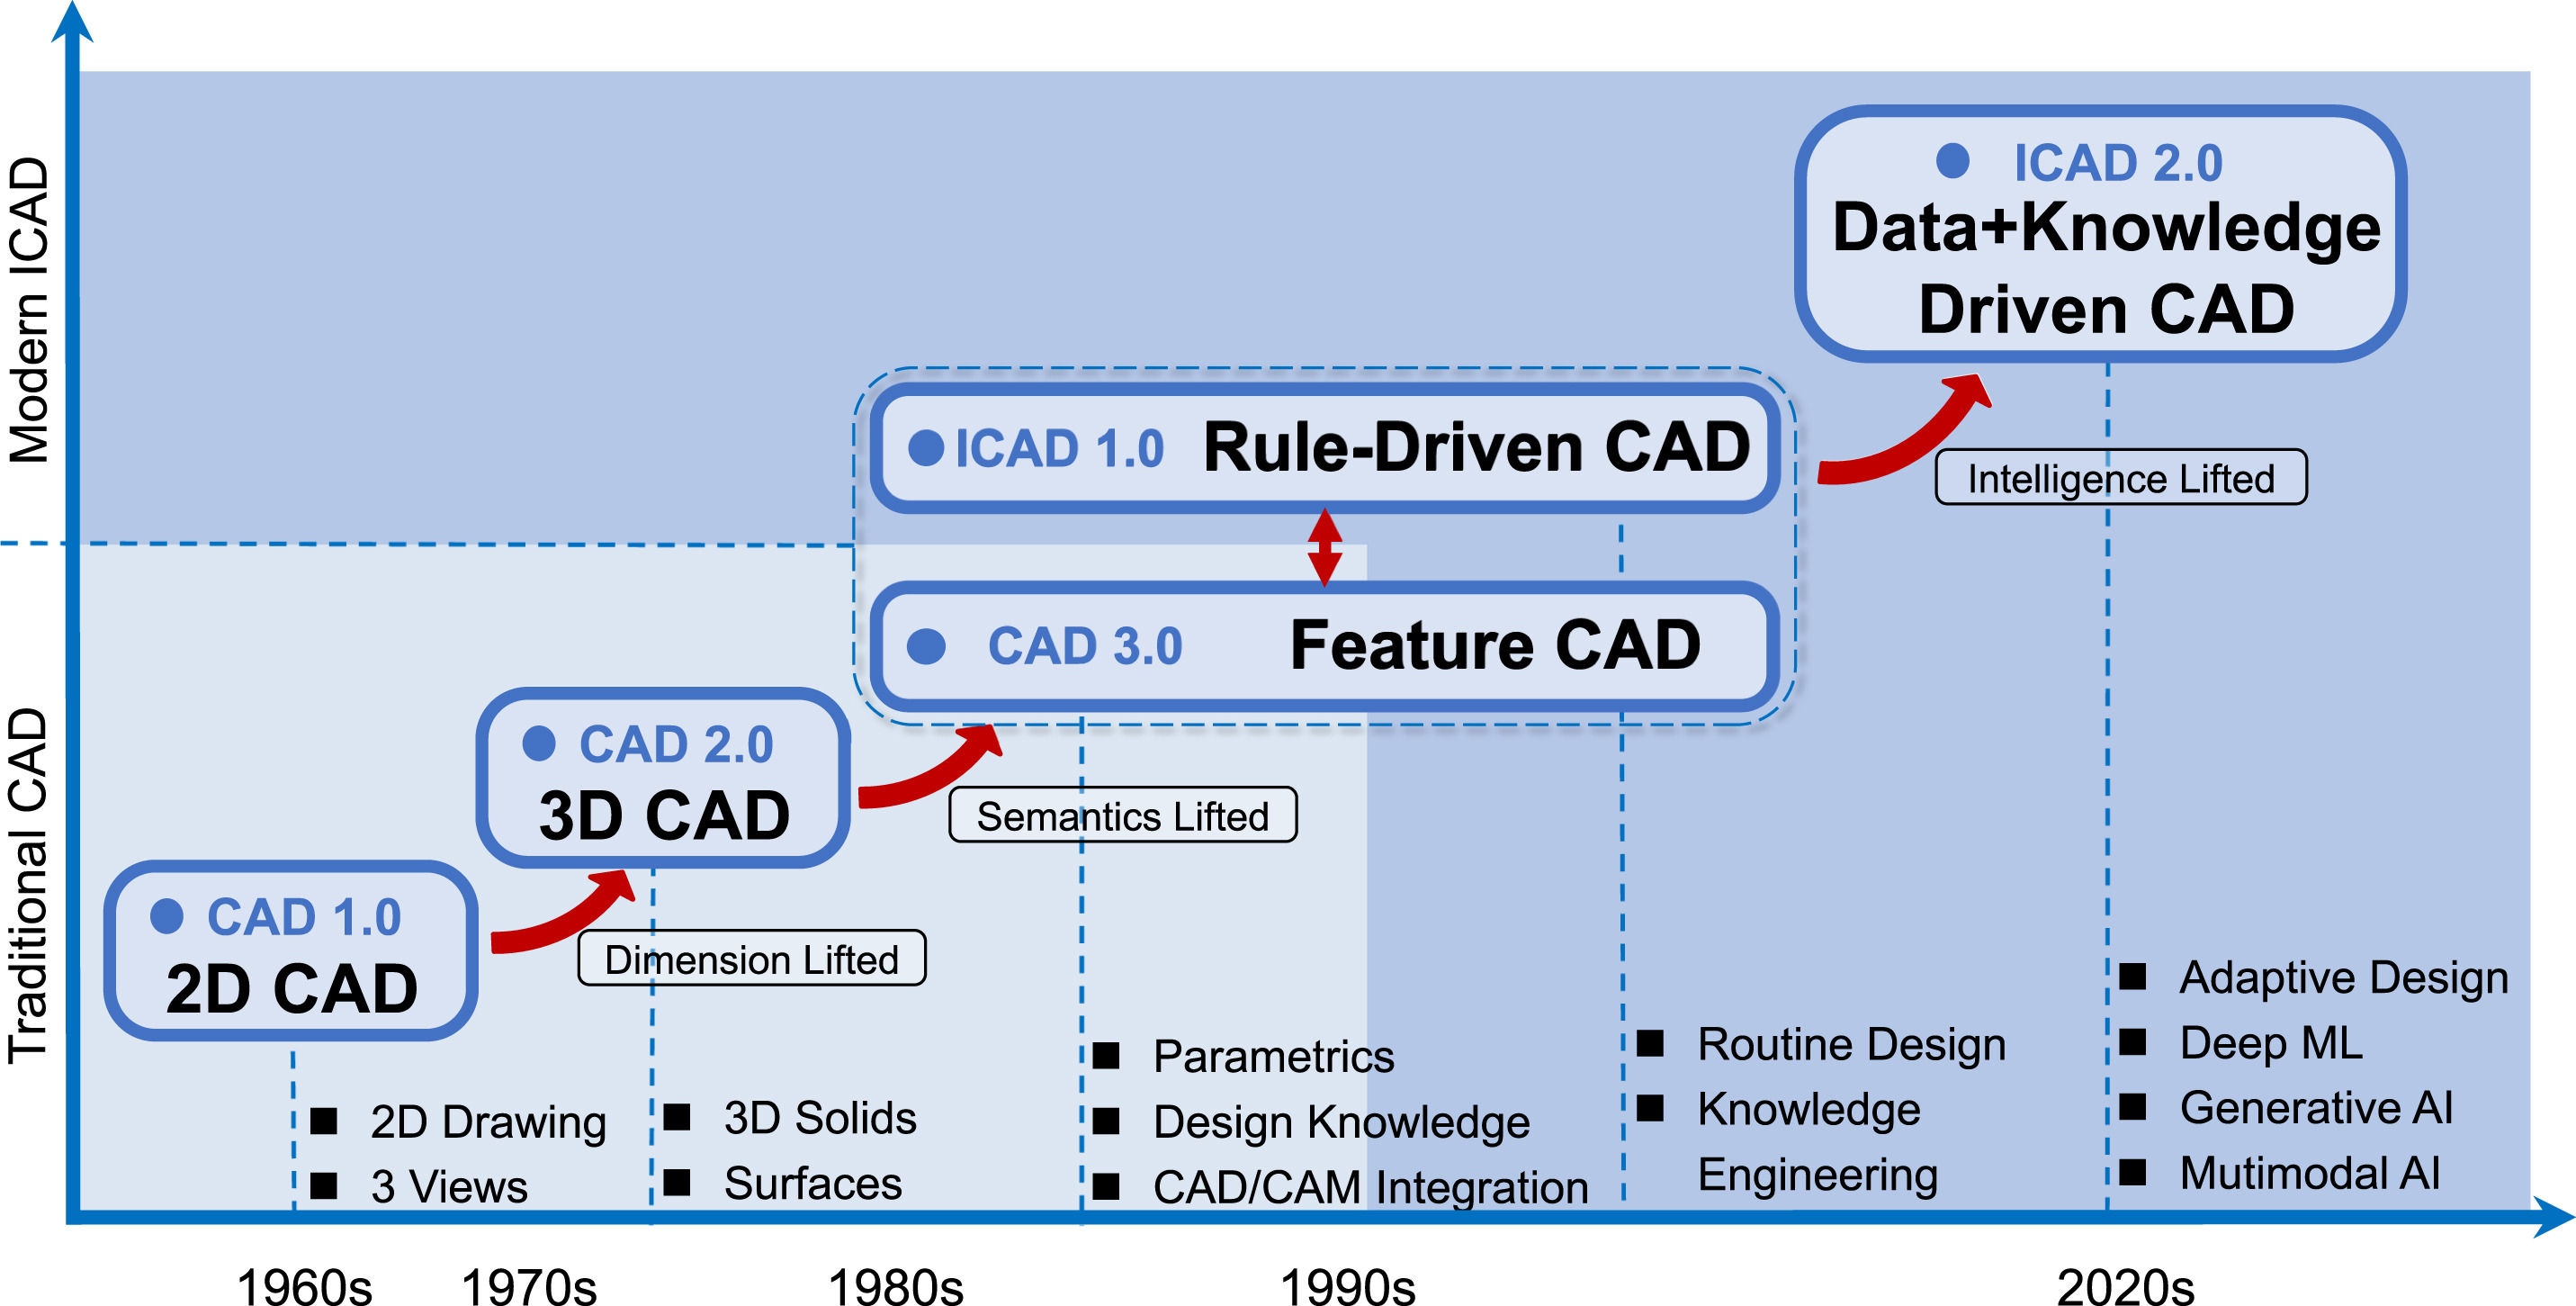 Modern ICAD
Traditional CAD
ICAD 2.0
Data+Knowledge
Driven CAD
ICAD 1.0 Rule-Driven CAD
Intelligence Lifted
CAD 3.0 Feature CAD
CAD 2.0
3D CAD
Semantics Lifted
CAD 1.0
2D CAD
Dimension Lifted
2D Drawing
3 Views
3D Solids
Surfaces
Parametrics
Design Knowledge
CAD/CAM Integration
Routine Design
Knowledge
Engineering
Adaptive Design
Deep ML
Generative AI
Mutimodal AI
1960s 1970s 1980s 1990s 2020s